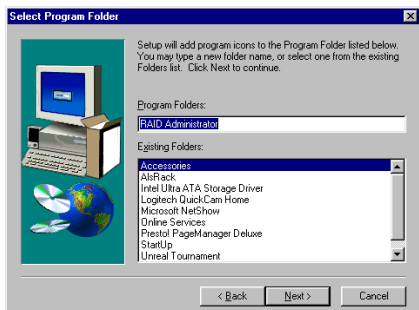 Select Program Folder
Setup will add program icons to the Program Folder listed below.
You may type a new folder name, or select one from the existing
Folders list. Click Next to continue.
Program Folders:
RAID Administrator
Existing Folders:
Accessories
AlsRack
Intel Ultra ATA Storage Driver
Logitech QuickCam Home
Microsoft NetShow
Online Services
Presto! PageManager Deluxe
StartUp
Unreal Tournament
< Back
Next >
Cancel